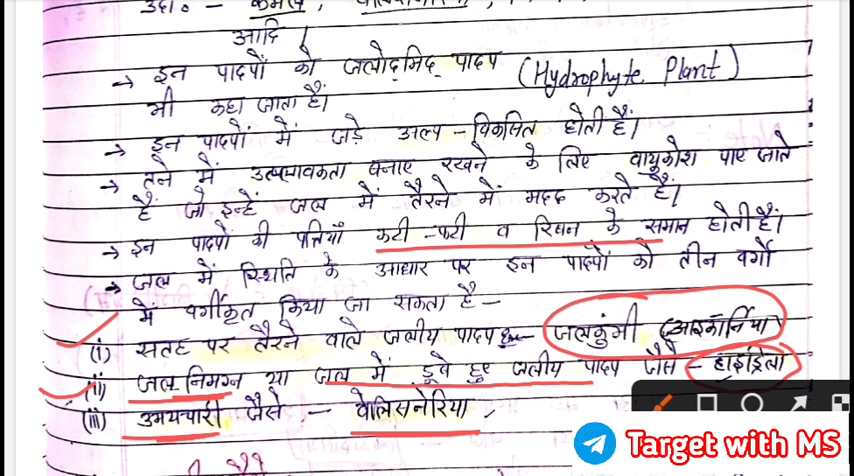 उदा० - कमल,
आदि।
→ इन पादपों को जलोद्भिद पादप (Hydrophyte Plant)
भी कहा जाता है।
→ इन पादपों में जड़े अल्प-विकसित होती हैं।
→ तने में उत्प्लावकता बनाए रखने के लिए वायुकोश पाए जाते
हैं जो इन्हें जल में तैरने में मदद करते हैं।
→ इन पादपों की पत्तियाँ कटी-फटी व रिबन के समान होती हैं।
→ जल में स्थिति के आधार पर इन पादपों को तीन वर्गों
में वर्गीकृत किया जा सकता है -
(i) सतह पर तैरने वाले जलीय पादप - जलकुंभी (आइकॉर्निया)
(ii) जल-निमग्न या जल में डूबे हुए जलीय पादप जैसे - हाइड्रिला
(iii) उभयचारी जैसे - वेलिसनेरिया
Target with MS